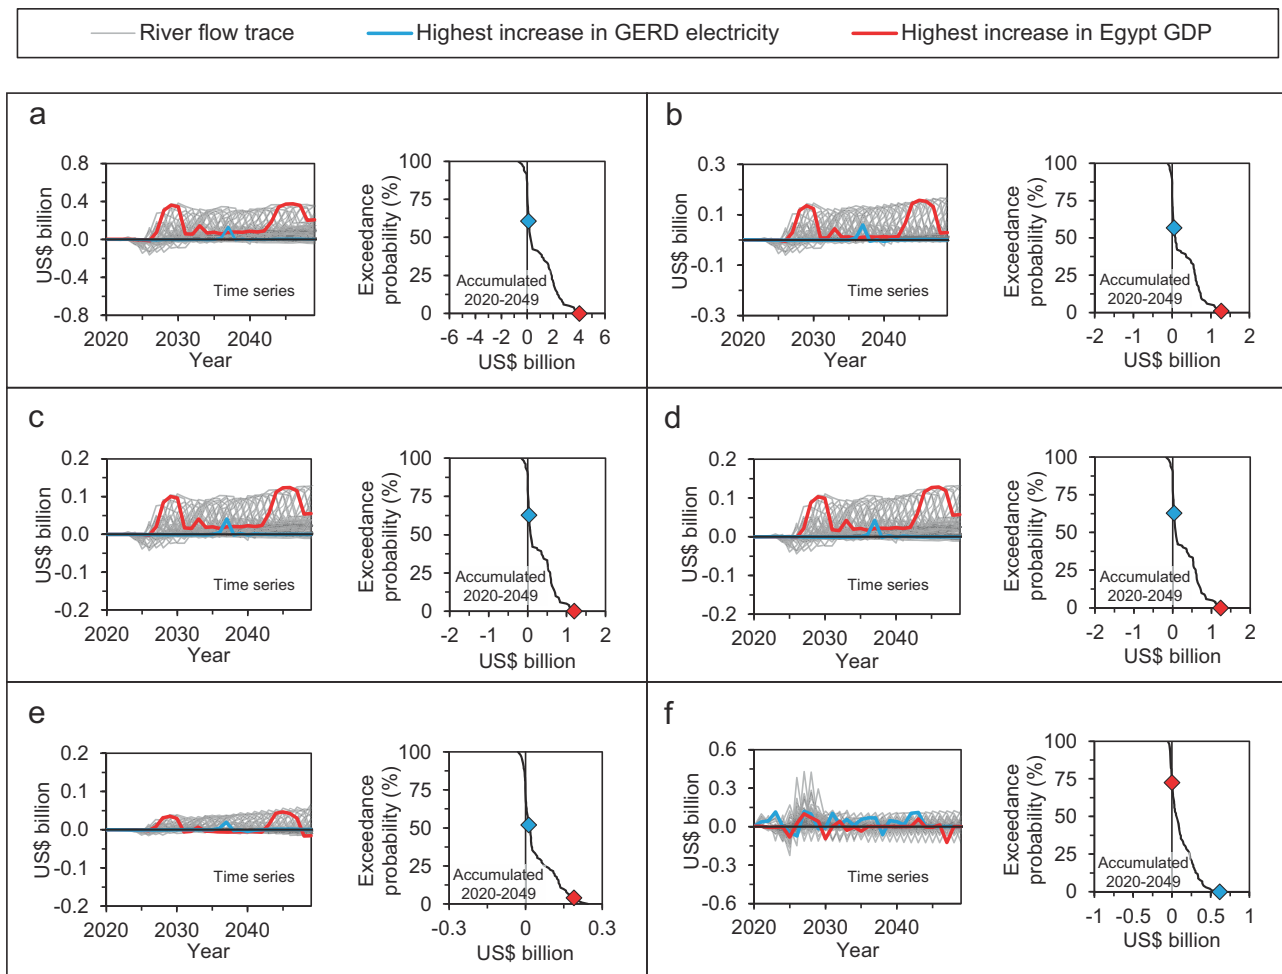 River flow trace
Highest increase in GERD electricity
Highest increase in Egypt GDP
a
US$ billion
0.8
0.4
0.0
-0.4
-0.8
Time series
2020 2030 2040
Year
Exceedance
probability (%)
100
75
50
25
0
Accumulated
2020-2049
-6 -4 -2 0 2 4 6
US$ billion
b
US$ billion
0.3
0.1
-0.1
-0.3
Time series
2020 2030 2040
Year
Exceedance
probability (%)
100
75
50
25
0
Accumulated
2020-2049
-2 -1 0 1 2
US$ billion
c
US$ billion
0.2
0.1
0.0
-0.1
-0.2
Time series
2020 2030 2040
Year
Exceedance
probability (%)
100
75
50
25
0
Accumulated
2020-2049
-2 -1 0 1 2
US$ billion
d
US$ billion
0.2
0.1
0.0
-0.1
-0.2
Time series
2020 2030 2040
Year
Exceedance
probability (%)
100
75
50
25
0
Accumulated
2020-2049
-2 -1 0 1 2
US$ billion
e
US$ billion
0.2
0.1
0.0
-0.1
-0.2
Time series
2020 2030 2040
Year
Exceedance
probability (%)
100
75
50
25
0
Accumulated
2020-2049
-0.3 0 0.3
US$ billion
f
US$ billion
0.6
0.3
0.0
-0.3
-0.6
Time series
2020 2030 2040
Year
Exceedance
probability (%)
100
75
50
25
0
Accumulated
2020-2049
-1 -0.5 0 0.5 1
US$ billion